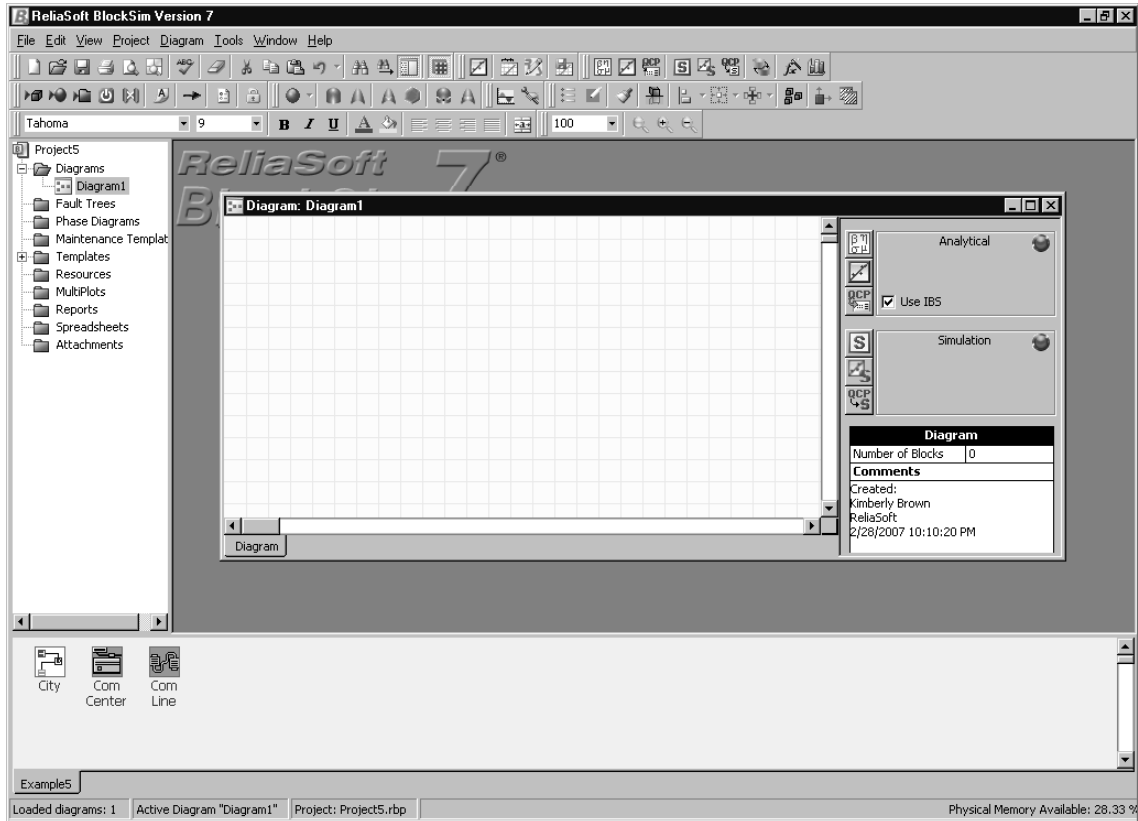 ReliaSoft BlockSim Version 7
File Edit View Project Diagram Tools Window Help
Tahoma 9 B I U A 100
Project5
Diagrams
Diagram1
Fault Trees
Phase Diagrams
Maintenance Templat
Templates
Resources
MultiPlots
Reports
Spreadsheets
Attachments
ReliaSoft 7®
Diagram: Diagram1
Analytical
QCP
Use IBS
S
Simulation
QCP
S
Diagram
Number of Blocks 0
Comments
Created:
Kimberly Brown
ReliaSoft
2/28/2007 10:10:20 PM
Diagram
City
Com Center
Com Line
Example5
Loaded diagrams: 1 Active Diagram "Diagram1" Project: Project5.rbp Physical Memory Available: 28.33 %